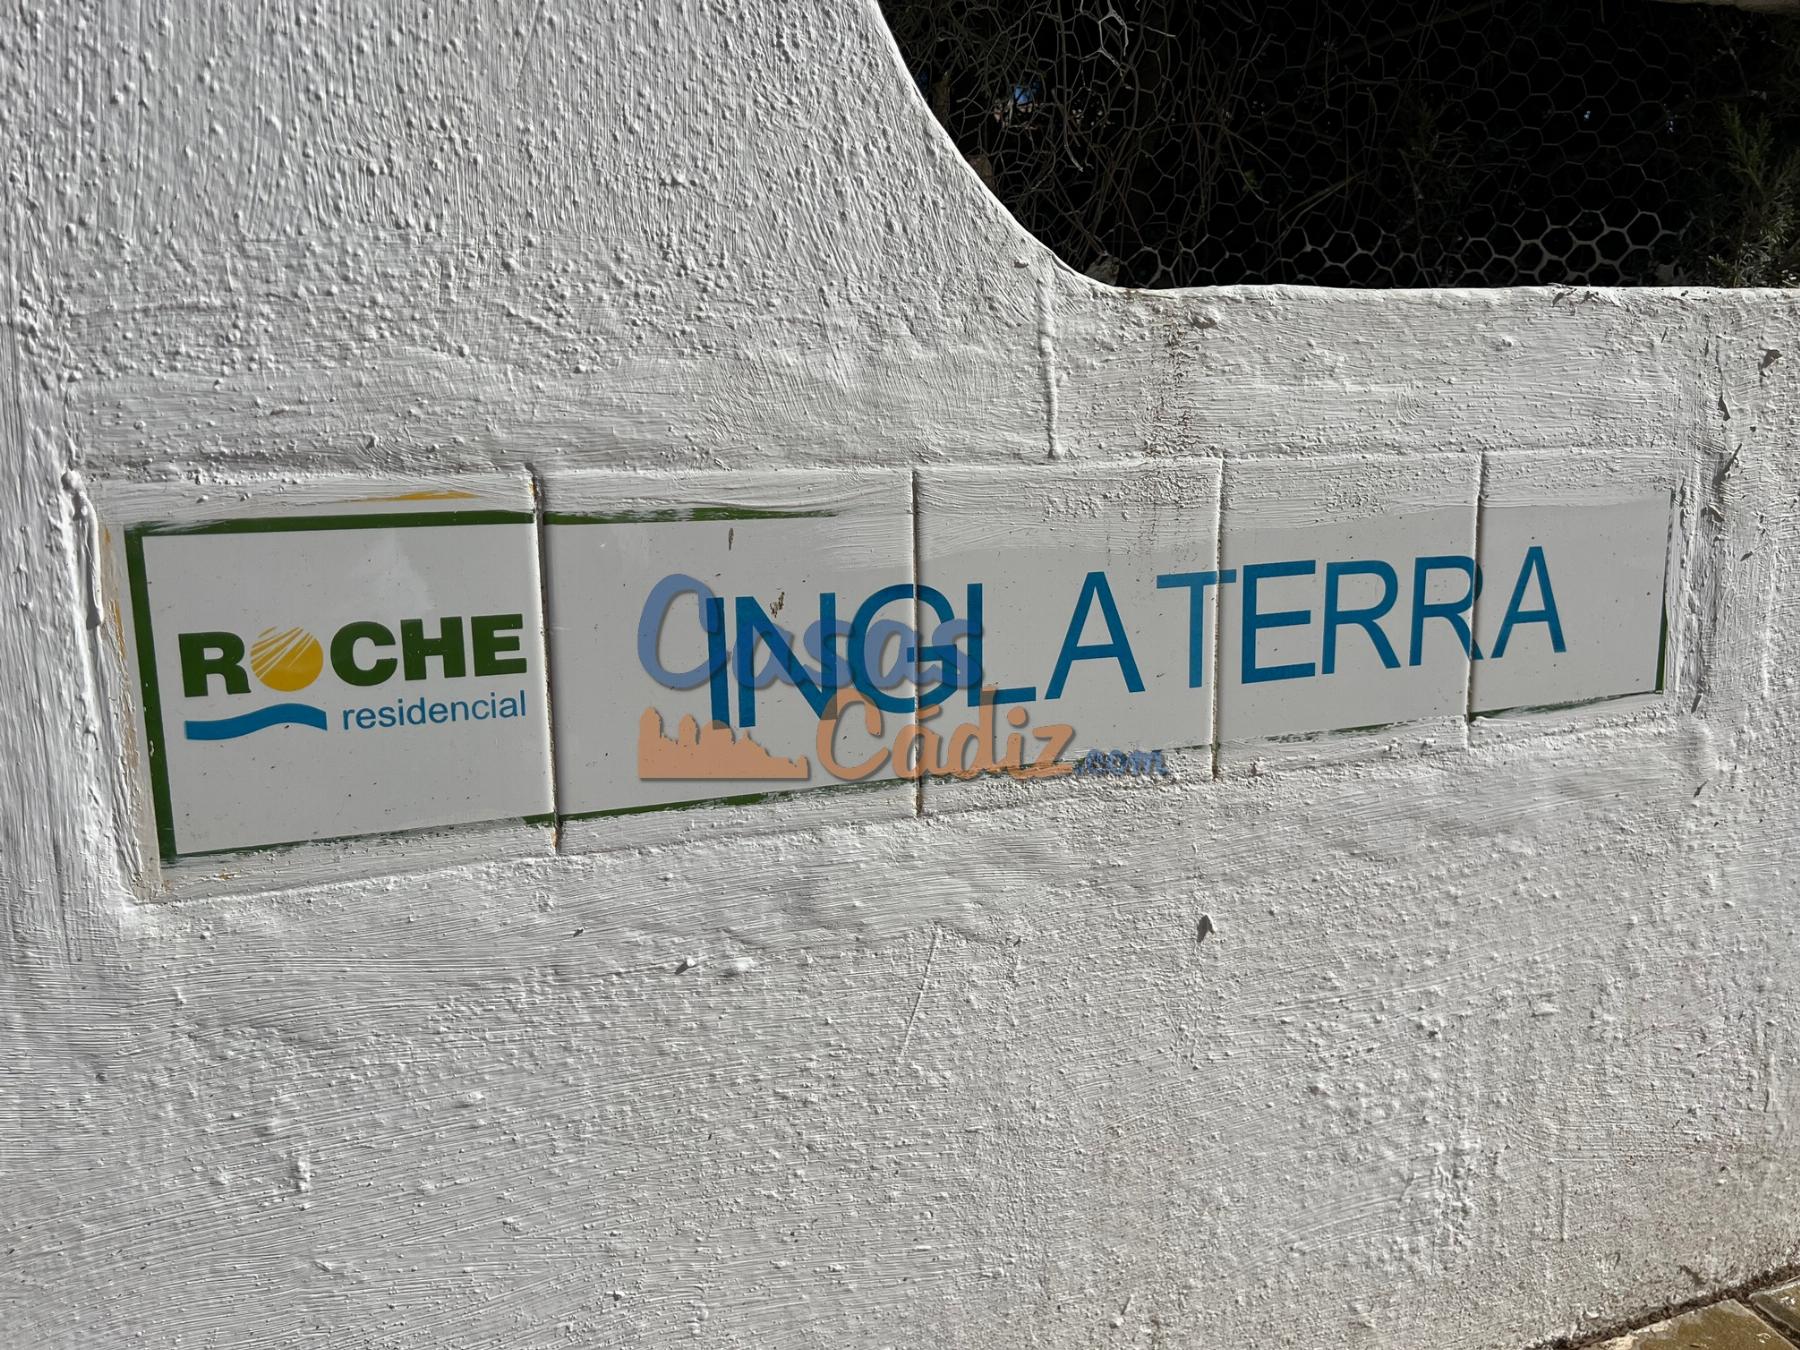 ROCHE
residencial
INGLATERRA
Casas
Cádiz.com